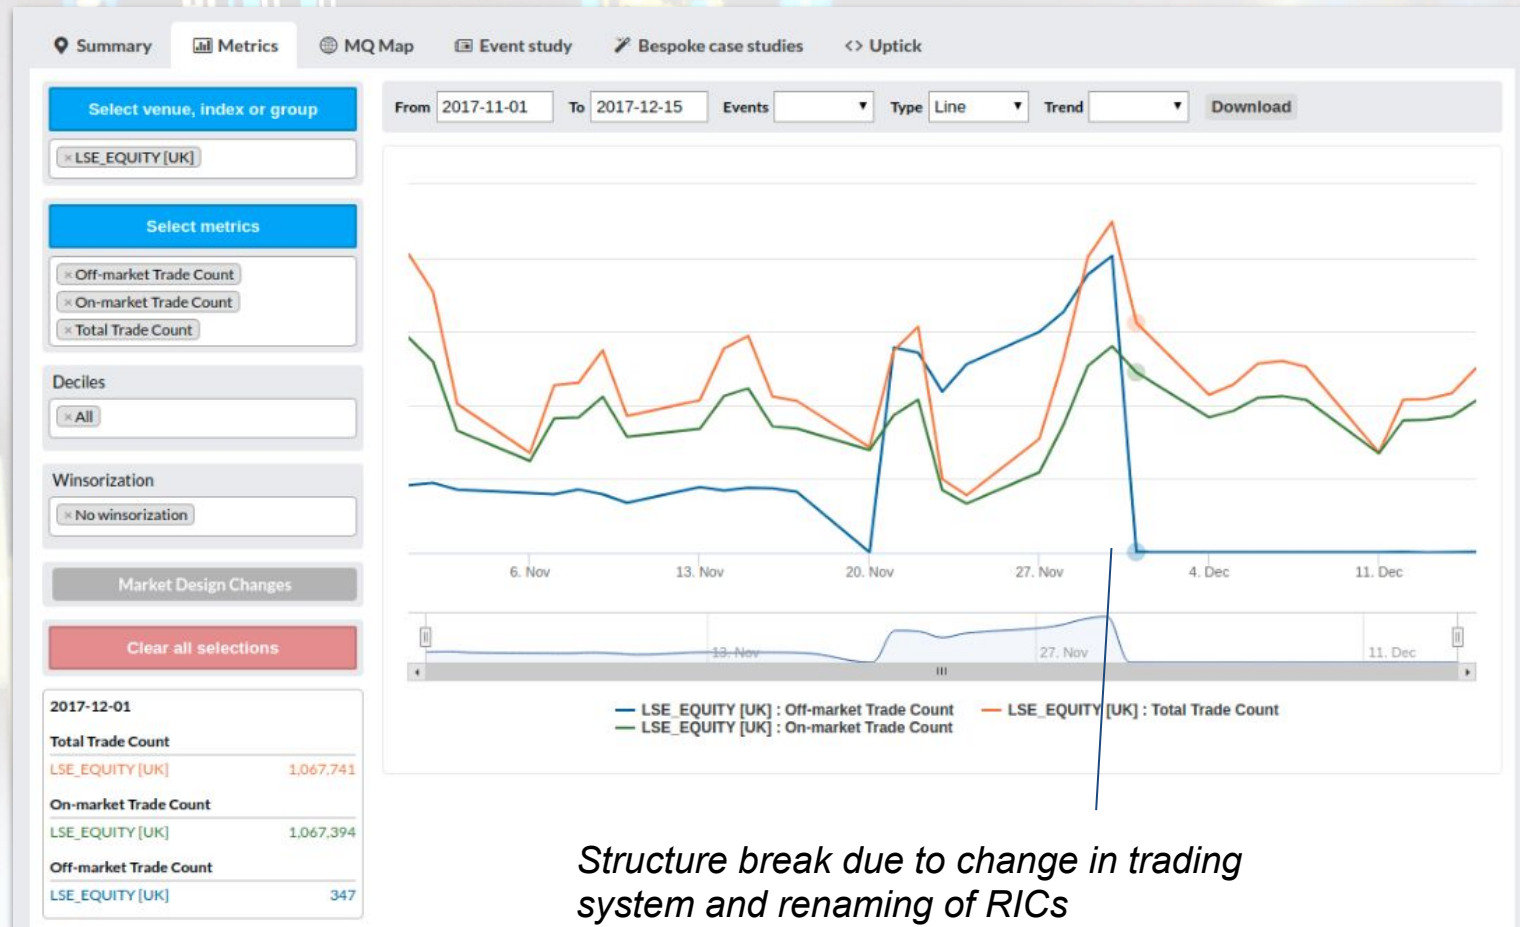 Summary Metrics MQ Map Event study Bespoke case studies <> Uptick
Select venue, index or group
× LSE_EQUITY [UK]
Select metrics
× Off-market Trade Count
× On-market Trade Count
× Total Trade Count
Deciles
× All
Winsorization
× No winsorization
Market Design Changes
Clear all selections
2017-12-01
Total Trade Count
LSE_EQUITY [UK] 1,067,741
On-market Trade Count
LSE_EQUITY [UK] 1,067,394
Off-market Trade Count
LSE_EQUITY [UK] 347
From 2017-11-01 To 2017-12-15 Events Type Line Trend Download
6. Nov 13. Nov 20. Nov 27. Nov 4. Dec 11. Dec
13. Nov 27. Nov 11. Dec
LSE_EQUITY [UK] : Off-market Trade Count LSE_EQUITY [UK] : Total Trade Count
LSE_EQUITY [UK] : On-market Trade Count
Structure break due to change in trading
system and renaming of RICs